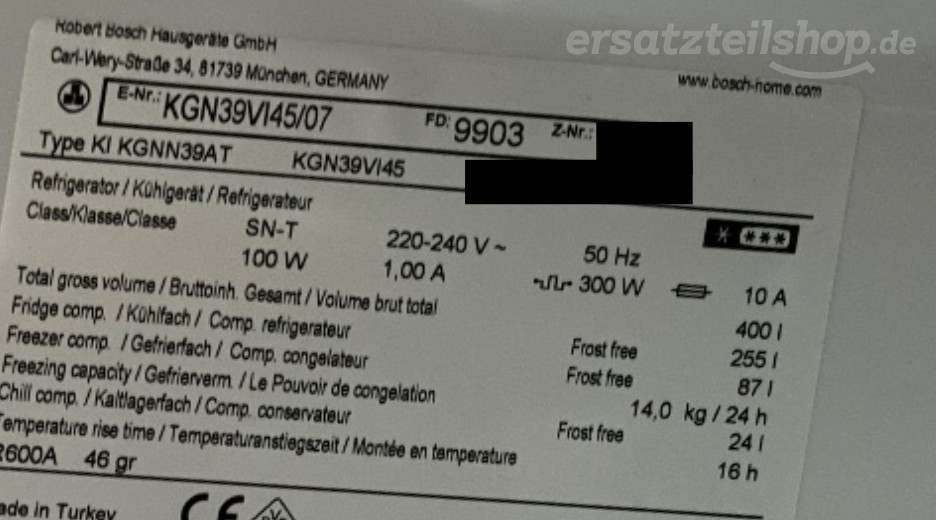 ersatzteilshop.de
Robert Bosch Hausgeräte GmbH
Carl-Wery-Straße 34, 81739 München, GERMANY
www.bosch-home.com
E-Nr.: KGN39VI45/07 FD: 9903 Z-Nr.:
Type KI KGNN39AT KGN39VI45
Refrigerator / Kühlgerät / Refrigerateur
Class/Klasse/Classe SN-T 220-240 V ~ 50 Hz
100 W 1,00 A 300 W 10 A
Total gross volume / Bruttoinh. Gesamt / Volume brut total 400 l
Fridge comp. / Kühlfach / Comp. refrigerateur Frost free 255 l
Freezer comp. / Gefrierfach / Comp. congelateur Frost free 87 l
Freezing capacity / Gefrierverm. / Le Pouvoir de congelation 14,0 kg / 24 h
Chill comp. / Kaltlagerfach / Comp. conservateur Frost free 24 l
Temperature rise time / Temperaturanstiegszeit / Montée en temperature 16 h
R600A 46 gr
ade in Turkey CE